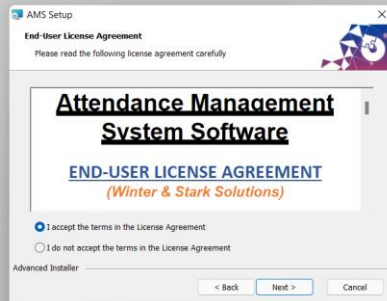 AMS Setup
End-User License Agreement
Please read the following license agreement carefully
Attendance Management
System Software
END-USER LICENSE AGREEMENT
(Winter & Stark Solutions)
I accept the terms in the License Agreement
I do not accept the terms in the License Agreement
Advanced Installer
< Back
Next >
Cancel